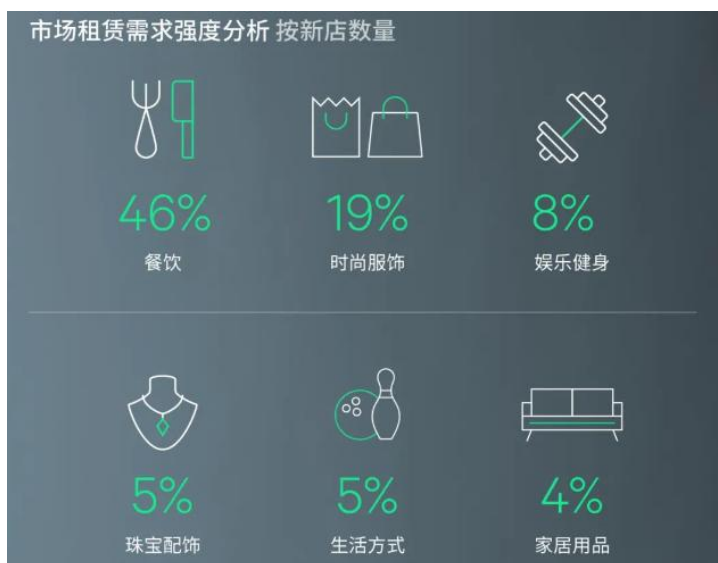 市场租赁需求强度分析 按新店数量
46% 19% 8%
餐饮 时尚服饰 娱乐健身
5% 5% 4%
珠宝配饰 生活方式 家居用品